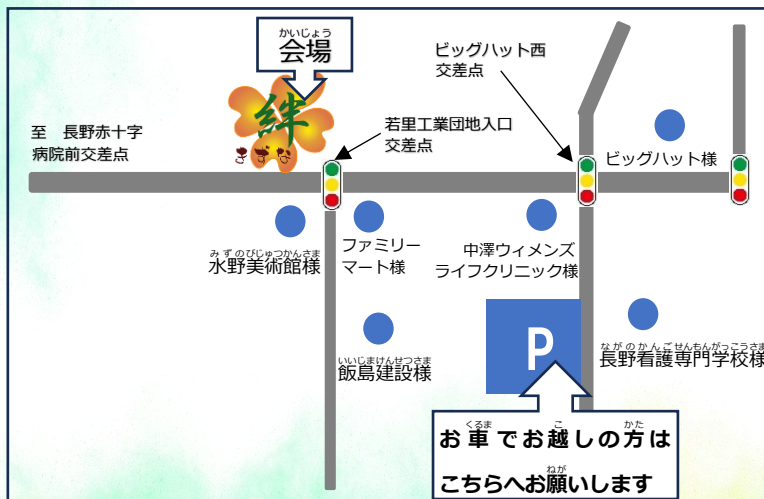 かいじょう
会場
絆
きずな
ビッグハット西
交差点
至　長野赤十字
病院前交差点
若里工業団地入口
交差点
ビッグハット様
みずのびじゅつかんさま
水野美術館様
ファミリー
マート様
中澤ウィメンズ
ライフクリニック様
いいじまけんせつさま
飯島建設様
P
ながのかんごせんもんがっこうさま
長野看護専門学校様
くるま　こ　かた
お車でお越しの方は
ねが
こちらへお願いします